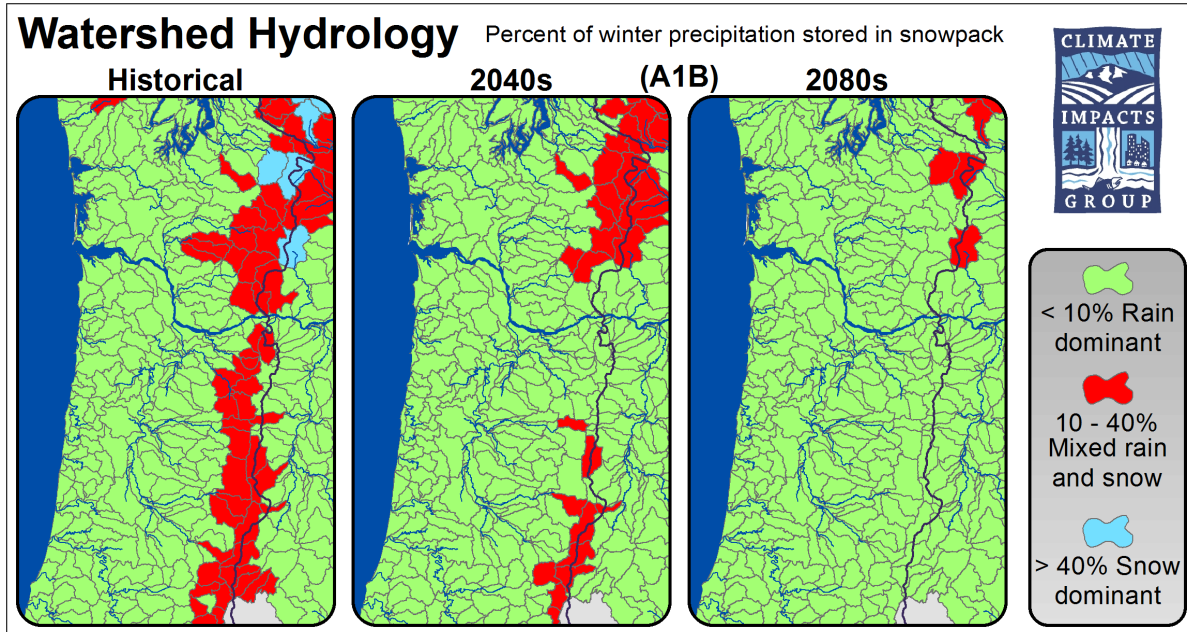 Watershed Hydrology
Percent of winter precipitation stored in snowpack
Historical
2040s
(A1B)
2080s
CLIMATE
IMPACTS
GROUP
< 10% Rain
dominant
10 - 40%
Mixed rain
and snow
> 40% Snow
dominant